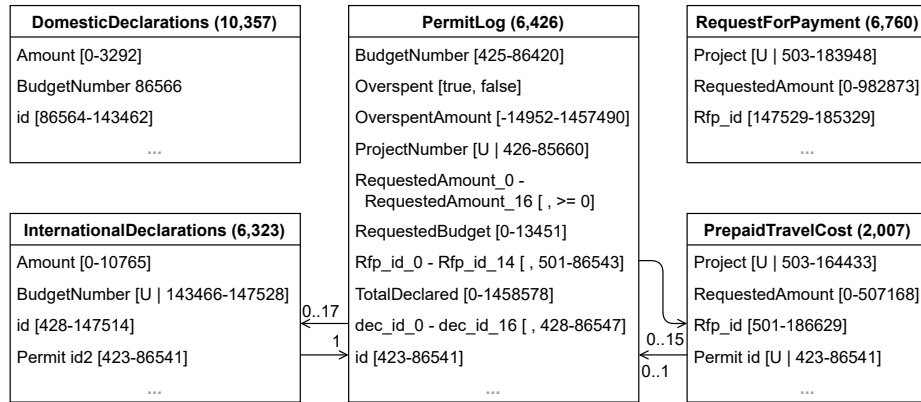 DomesticDeclarations (10,357)
Amount [0-3292]
BudgetNumber 86566
id [86564-143462]
...
PermitLog (6,426)
BudgetNumber [425-86420]
Overspent [true, false]
OverspentAmount [-14952-1457490]
ProjectNumber [U | 426-85660]
RequestedAmount_0 -
RequestedAmount_16 [ , >= 0]
RequestedBudget [0-13451]
Rfp_id_0 - Rfp_id_14 [ , 501-86543]
TotalDeclared [0-1458578]
dec_id_0 - dec_id_16 [ , 428-86547]
id [423-86541]
...
RequestForPayment (6,760)
Project [U | 503-183948]
RequestedAmount [0-982873]
Rfp_id [147529-185329]
...
InternationalDeclarations (6,323)
Amount [0-10765]
BudgetNumber [U | 143466-147528]
id [428-147514]
Permit id2 [423-86541]
...
0..17
1
PrepaidTravelCost (2,007)
Project [U | 503-164433]
RequestedAmount [0-507168]
Rfp_id [501-186629]
Permit id [U | 423-86541]
...
0..15
0..1